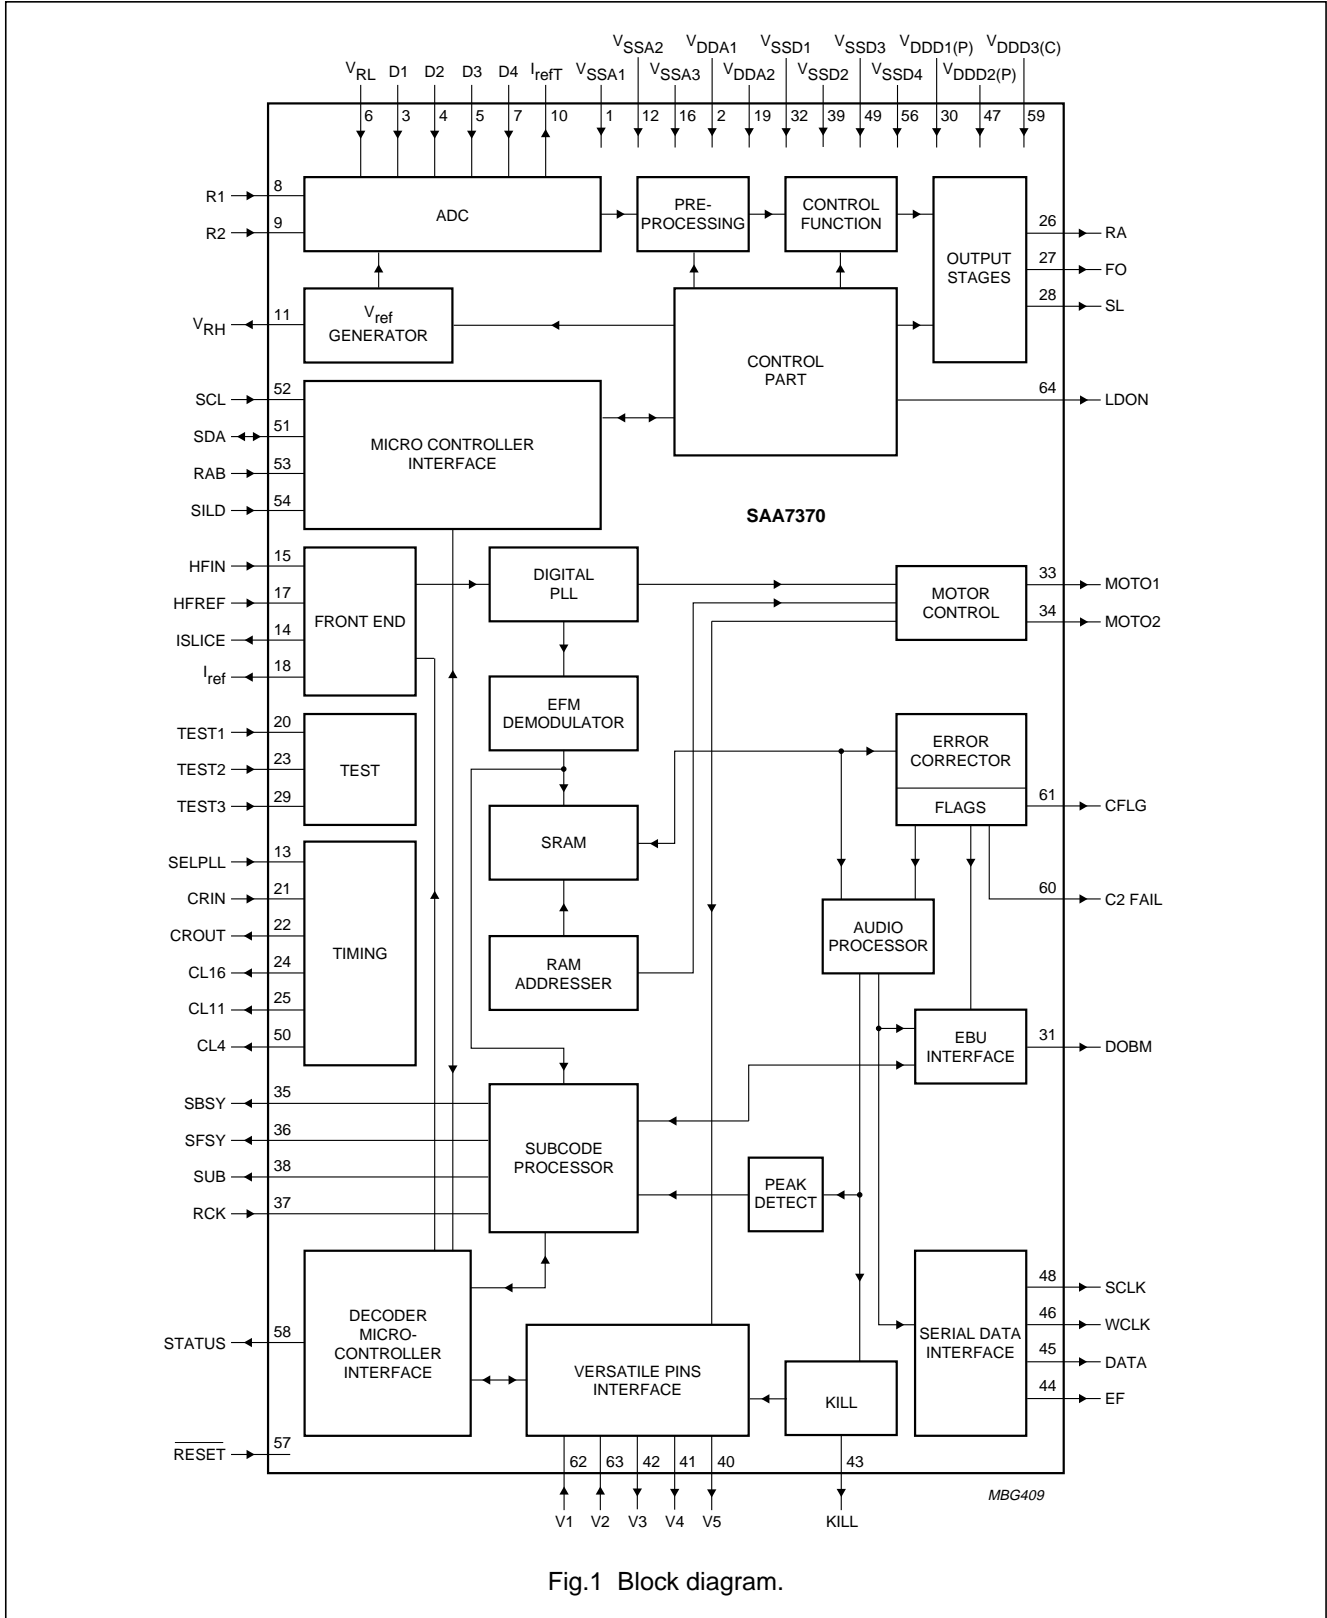 VSSA2 VDDA1 VSSD1 VSSD3 VDDD1(P) VDDD3(C)
VRL D1 D2 D3 D4 IrefT VSSA1 VSSA3 VDDA2 VSSD2 VSSD4 VDDD2(P)
6 3 4 5 7 10 1 12 16 2 19 32 39 49 56 30 47 59
R1 8
R2 9
ADC
PRE-
PROCESSING
CONTROL
FUNCTION
OUTPUT
STAGES
26 RA
27 FO
28 SL
VRH 11
Vref
GENERATOR
CONTROL
PART
64 LDON
SCL 52
SDA 51
RAB 53
SILD 54
MICRO CONTROLLER
INTERFACE
SAA7370
HFIN 15
HFREF 17
ISLICE 14
Iref 18
FRONT END
DIGITAL
PLL
MOTOR
CONTROL
33 MOTO1
34 MOTO2
EFM
DEMODULATOR
TEST1 20
TEST2 23
TEST3 29
TEST
ERROR
CORRECTOR
FLAGS
61 CFLG
SRAM
60 C2 FAIL
SELPLL 13
CRIN 21
CROUT 22
CL16 24
CL11 25
CL4 50
TIMING
RAM
ADDRESSER
AUDIO
PROCESSOR
EBU
INTERFACE
31 DOBM
SBSY 35
SFSY 36
SUB 38
RCK 37
SUBCODE
PROCESSOR
PEAK
DETECT
STATUS 58
DECODER
MICRO-
CONTROLLER
INTERFACE
VERSATILE PINS
INTERFACE
KILL
SERIAL DATA
INTERFACE
48 SCLK
46 WCLK
45 DATA
44 EF
RESET 57
62 63 42 41 40 43
V1 V2 V3 V4 V5 KILL
MBG409
Fig.1 Block diagram.